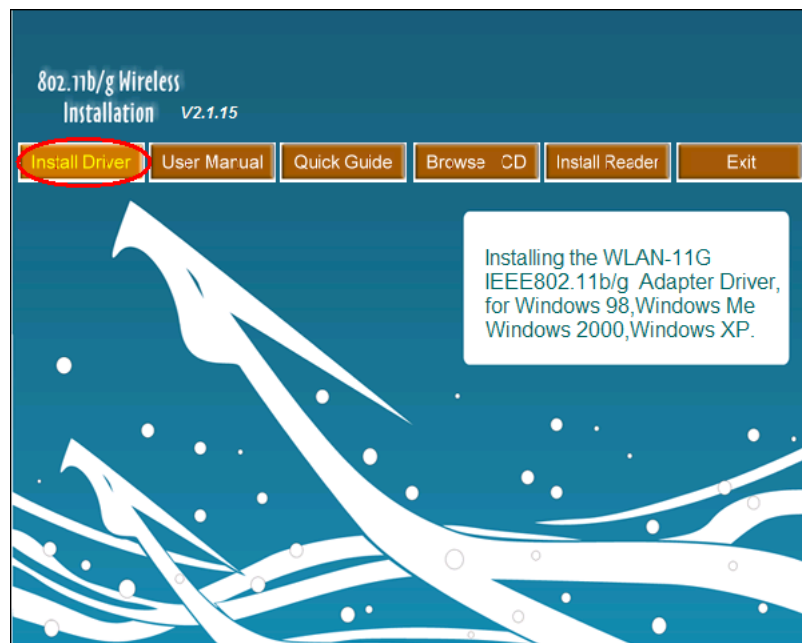 802.11b/g Wireless
Installation V2.1.15
Install Driver User Manual Quick Guide Browse CD Install Reader Exit
Installing the WLAN-11G
IEEE802.11b/g Adapter Driver,
for Windows 98,Windows Me
Windows 2000,Windows XP.